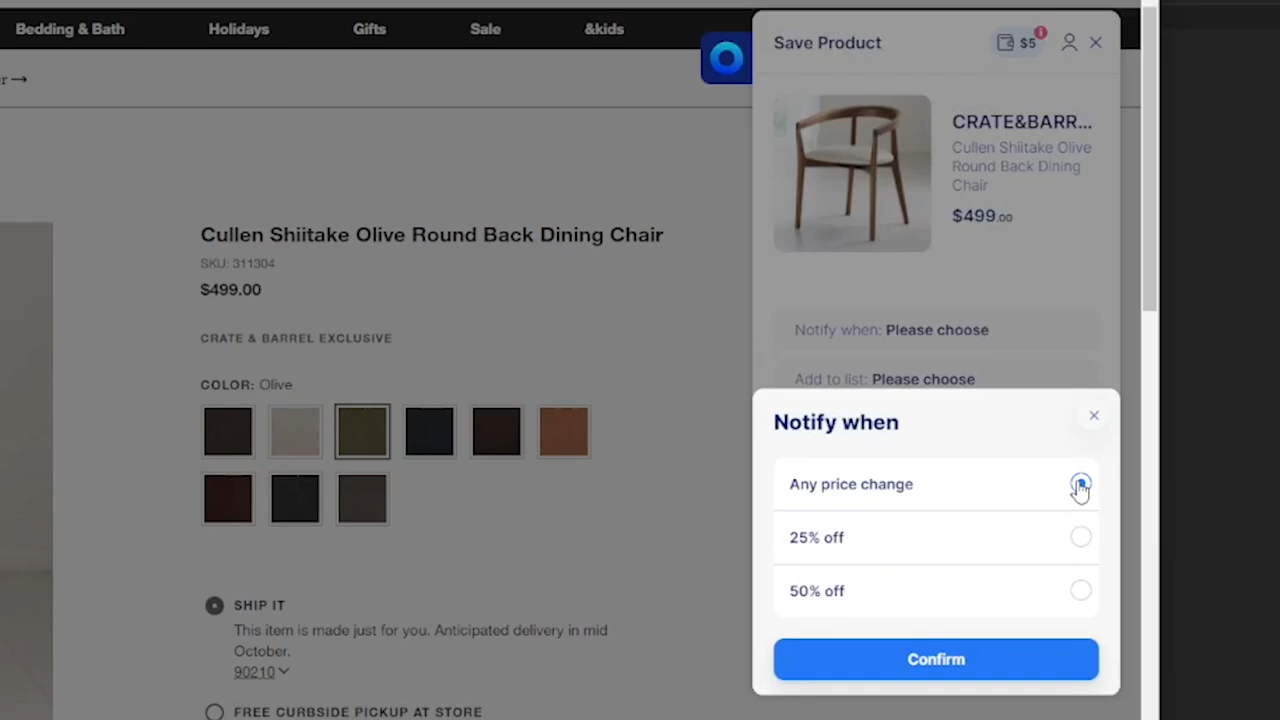 Bedding & Bath
Holidays
Gifts
Sale
&kids
r →
Cullen Shiitake Olive Round Back Dining Chair
SKU: 311304
$499.00
CRATE & BARREL EXCLUSIVE
COLOR: Olive
SHIP IT
This item is made just for you. Anticipated delivery in mid
October.
90210
FREE CURBSIDE PICKUP AT STORE
Save Product
$5
CRATE&BARR...
Cullen Shiitake Olive
Round Back Dining
Chair
$499.00
Notify when: Please choose
Add to list: Please choose
Notify when
Any price change
25% off
50% off
Confirm